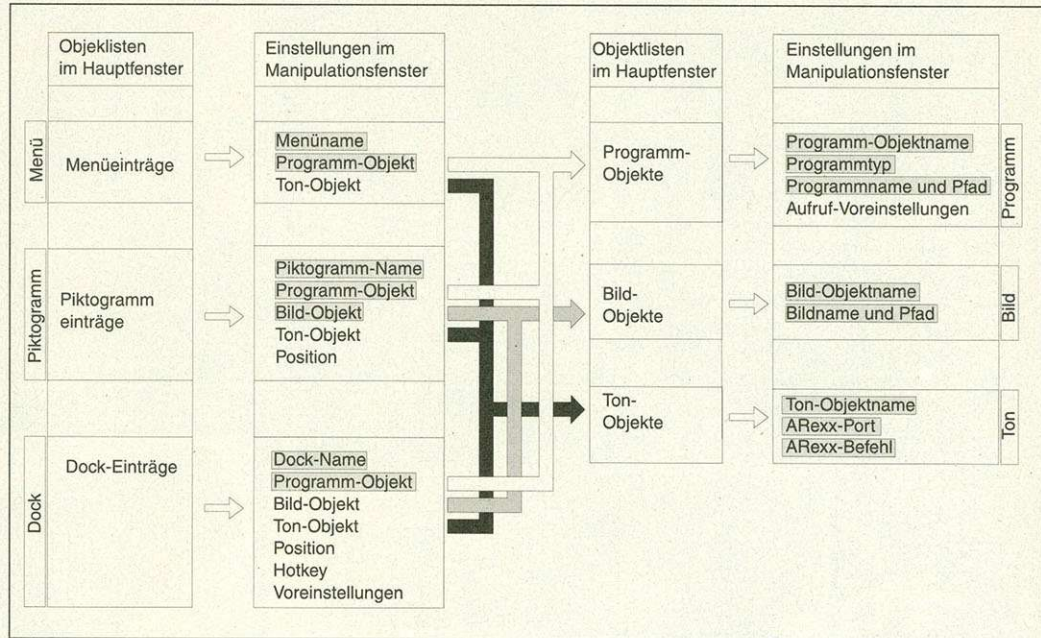 Objeklisten
im Hauptfenster
Einstellungen im
Manipulationsfenster
Objektlisten
im Hauptfenster
Einstellungen im
Manipulationsfenster
Menü
Menüeinträge
Menüname
Programm-Objekt
Ton-Objekt
Programm-
Objekte
Programm-Objektname
Programmtyp
Programmname und Pfad
Aufruf-Voreinstellungen
Programm
Piktogramm
Piktogramm
einträge
Piktogramm-Name
Programm-Objekt
Bild-Objekt
Ton-Objekt
Position
Bild-
Objekte
Bild-Objektname
Bildname und Pfad
Bild
Ton-
Objekte
Ton-Objektname
ARexx-Port
ARexx-Befehl
Ton
Dock
Dock-Einträge
Dock-Name
Programm-Objekt
Bild-Objekt
Ton-Objekt
Position
Hotkey
Voreinstellungen